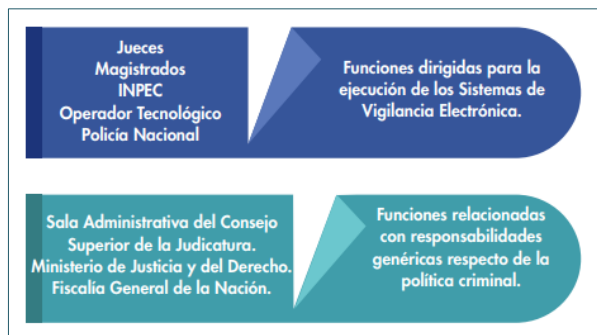 Jueces
Magistrados
INPEC
Operador Tecnológico
Policía Nacional
Funciones dirigidas para la
ejecución de los Sistemas de
Vigilancia Electrónica.
Sala Administrativa del Consejo
Superior de la Judicatura.
Ministerio de Justicia y del Derecho.
Fiscalía General de la Nación.
Funciones relacionadas
con responsabilidades
genéricas respecto de la
política criminal.